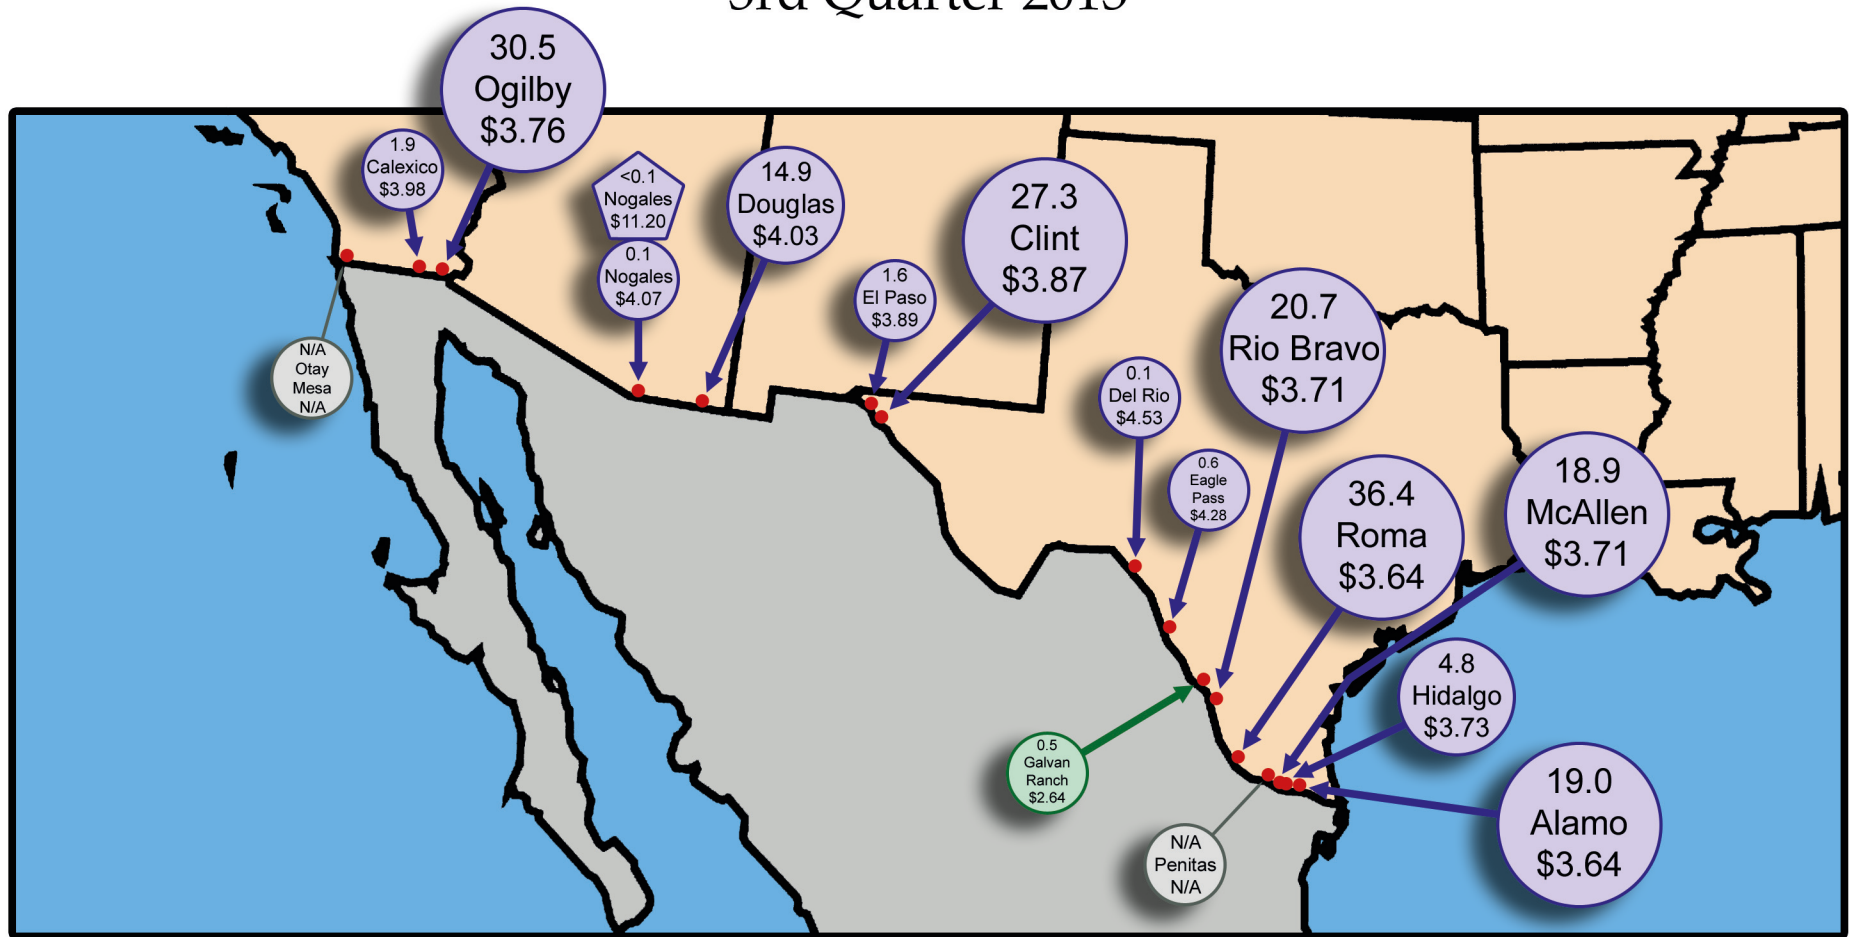 3rd Quarter 2013
30.5
Ogilby
$3.76
1.9
Calexico
$3.98
<0.1
Nogales
$11.20
0.1
Nogales
$4.07
14.9
Douglas
$4.03
1.6
El Paso
$3.89
27.3
Clint
$3.87
20.7
Rio Bravo
$3.71
0.1
Del Rio
$4.53
0.6
Eagle
Pass
$4.28
36.4
Roma
$3.64
18.9
McAllen
$3.71
4.8
Hidalgo
$3.73
19.0
Alamo
$3.64
N/A
Otay
Mesa
N/A
0.5
Galvan
Ranch
$2.64
N/A
Penitas
N/A